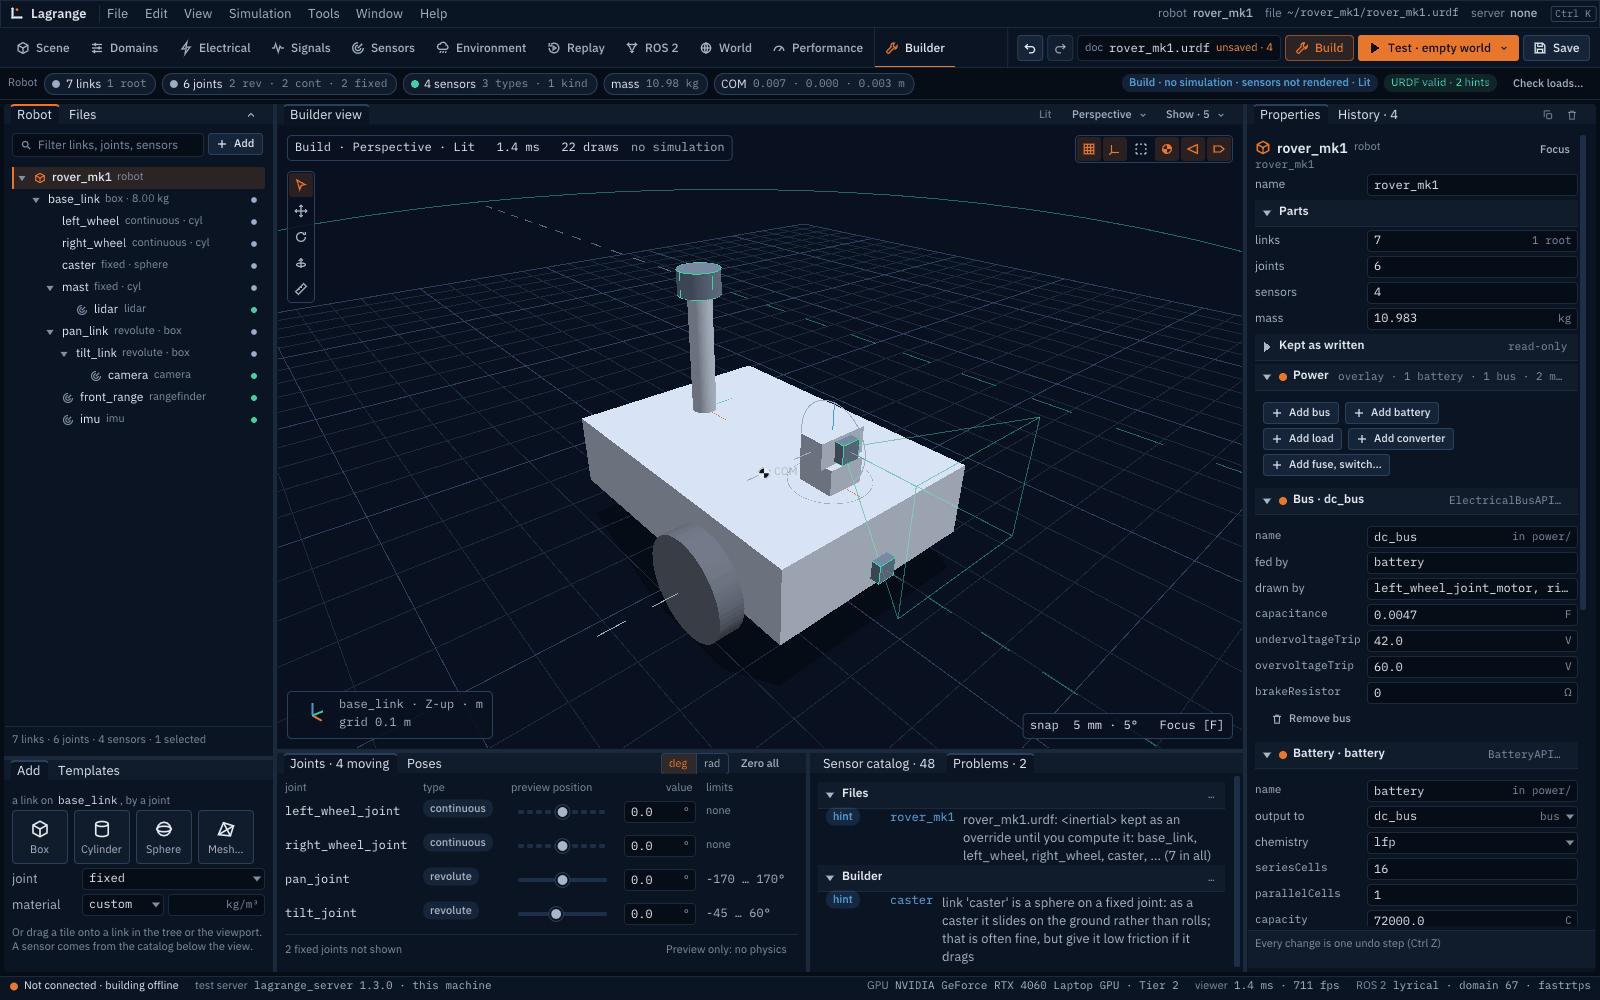 Lagrange File Edit View Simulation Tools Window Help robot rover_mk1 file ~/rover_mk1/rover_mk1.urdf server none Ctrl K
Scene Domains Electrical Signals Sensors Environment Replay ROS 2 World Performance Builder doc rover_mk1.urdf unsaved · 4 Build Test · empty world Save
Robot 7 links 1 root 6 joints 2 rev · 2 cont · 2 fixed 4 sensors 3 types · 1 kind mass 10.98 kg COM 0.007 · 0.000 · 0.003 m Build · no simulation · sensors not rendered · Lit URDF valid · 2 hints Check loads...
Robot Files
Filter links, joints, sensors + Add
rover_mk1 robot
base_link box · 8.00 kg
left_wheel continuous · cyl
right_wheel continuous · cyl
caster fixed · sphere
mast fixed · cyl
lidar lidar
pan_link revolute · box
tilt_link revolute · box
camera camera
front_range rangefinder
imu imu
7 links · 6 joints · 4 sensors · 1 selected
Add Templates
a link on base_link, by a joint
Box Cylinder Sphere Mesh...
joint fixed
material custom kg/m³
Or drag a tile onto a link in the tree or the viewport.
A sensor comes from the catalog below the view.
Builder view Lit Perspective Show · 5
Build · Perspective · Lit 1.4 ms 22 draws no simulation
COM
base_link · Z-up · m
grid 0.1 m
snap 5 mm · 5° Focus [F]
Joints · 4 moving Poses deg rad Zero all
joint type preview position value limits
left_wheel_joint continuous 0.0 ° none
right_wheel_joint continuous 0.0 ° none
pan_joint revolute 0.0 ° -170 … 170°
tilt_joint revolute 0.0 ° -45 … 60°
2 fixed joints not shown Preview only: no physics
Sensor catalog · 48 Problems · 2
Files …
hint rover_mk1 rover_mk1.urdf: <inertial> kept as an
override until you compute it: base_link,
left_wheel, right_wheel, caster, ... (7 in all)
Builder …
hint caster link 'caster' is a sphere on a fixed joint: as a
caster it slides on the ground rather than rolls;
that is often fine, but give it low friction if it
drags
Properties History · 4
rover_mk1 robot Focus
rover_mk1
name rover_mk1
Parts
links 7 1 root
joints 6
sensors 4
mass 10.983 kg
Kept as written read-only
Power overlay · 1 battery · 1 bus · 2 m…
+ Add bus + Add battery
+ Add load + Add converter
+ Add fuse, switch...
Bus · dc_bus ElectricalBusAPI…
name dc_bus in power/
fed by battery
drawn by left_wheel_joint_motor, ri…
capacitance 0.0047 F
undervoltageTrip 42.0 V
overvoltageTrip 60.0 V
brakeResistor 0 Ω
Remove bus
Battery · battery BatteryAPI…
name battery in power/
output to dc_bus bus
chemistry lfp
seriesCells 16
parallelCells 1
capacity 72000.0 C
Every change is one undo step (Ctrl Z)
Not connected · building offline test server lagrange_server 1.3.0 · this machine GPU NVIDIA GeForce RTX 4060 Laptop GPU · Tier 2 viewer 1.4 ms · 711 fps ROS 2 lyrical · domain 67 · fastrtps